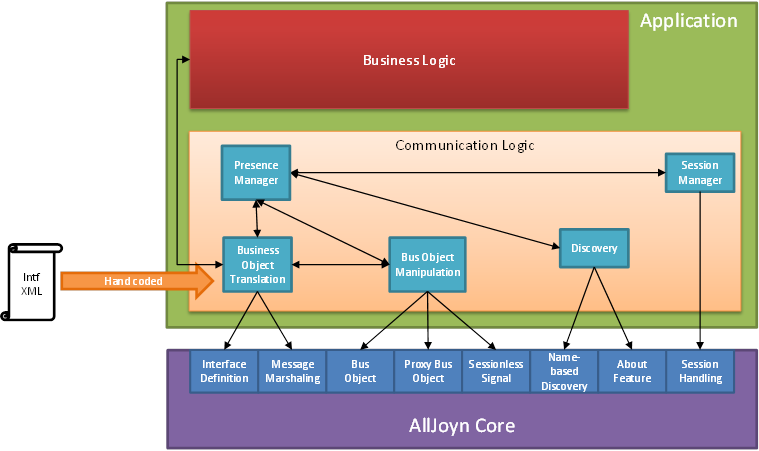 Application
Business Logic
Communication Logic
Presence
Manager
Session
Manager
Business
Object
Translation
Bus Object
Manipulation
Discovery
Intf
XML
Hand coded
Interface
Definition
Message
Marshaling
Bus
Object
Proxy Bus
Object
Sessionless
Signal
Name-
based
Discovery
About
Feature
Session
Handling
AllJoyn Core